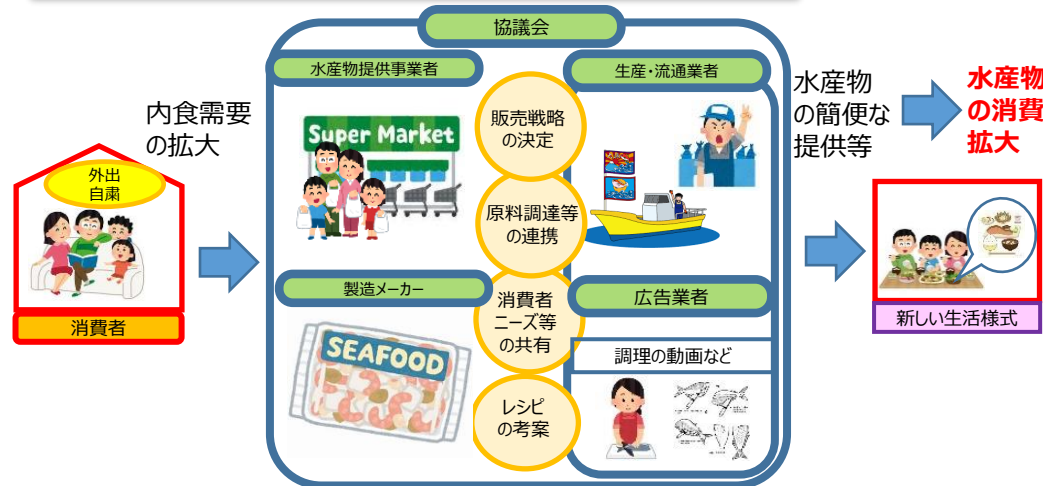 協議会
水産物提供事業者
生産・流通業者
内食需要
の拡大
外出
自粛
消費者
Super Market
販売戦略
の決定
原料調達等
の連携
消費者
ニーズ等
の共有
レシピ
の考案
製造メーカー
SEAFOOD
広告業者
調理の動画など
水産物
の簡便な
提供等
水産物
の消費
拡大
新しい生活様式